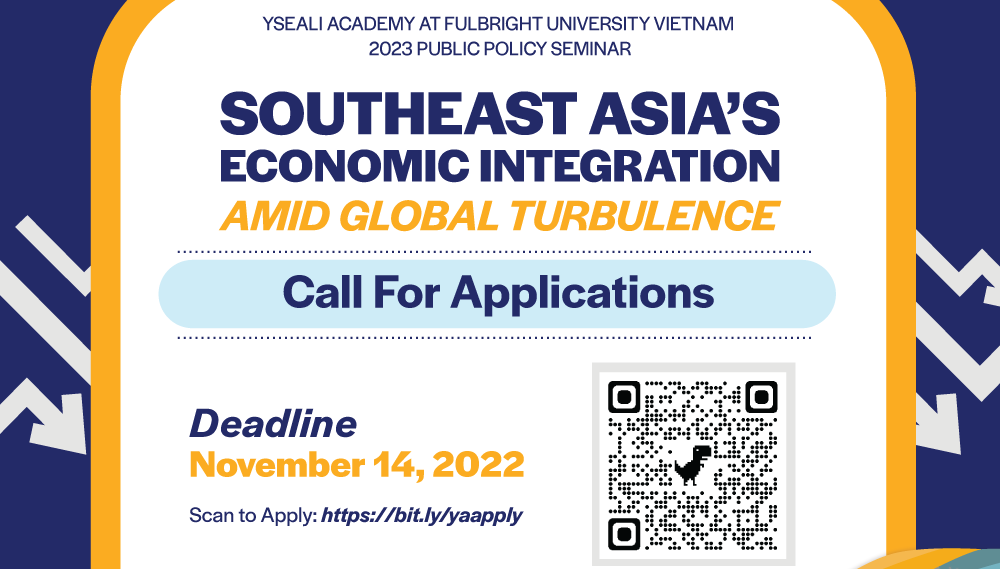 YSEALI ACADEMY AT FULBRIGHT UNIVERSITY VIETNAM
2023 PUBLIC POLICY SEMINAR
SOUTHEAST ASIA'S
ECONOMIC INTEGRATION
AMID GLOBAL TURBULENCE
Call For Applications
Deadline
November 14, 2022
Scan to Apply: https://bit.ly/yaapply